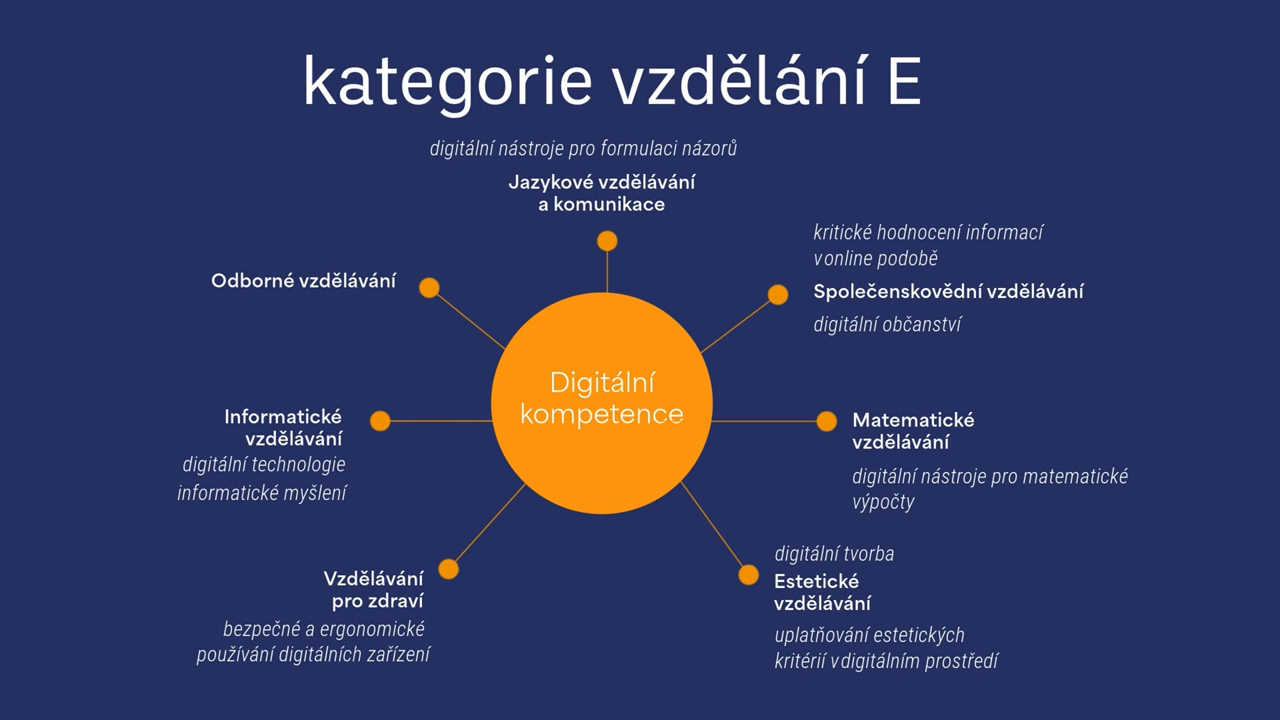 kategorie vzdělání E
digitální nástroje pro formulaci názorů
Jazykové vzdělávání
a komunikace
kritické hodnocení informací
v online podobě
Společenskovědní vzdělávání
digitální občanství
Odborné vzdělávání
Digitální
kompetence
Informatické
vzdělávání
digitální technologie
informatické myšlení
Matematické
vzdělávání
digitální nástroje pro matematické
výpočty
Vzdělávání
pro zdraví
bezpečné a ergonomické
používání digitálních zařízení
digitální tvorba
Estetické
vzdělávání
uplatňování estetických
kritérií v digitálním prostředí